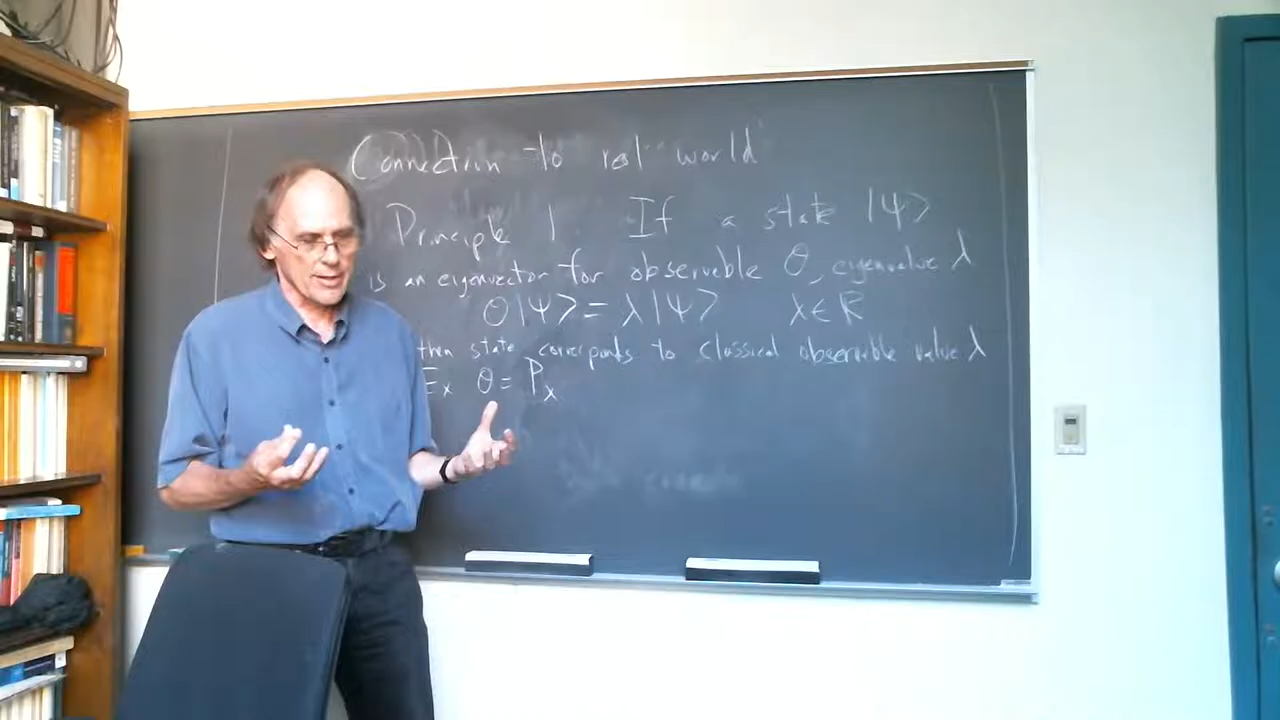 Connection to real world
Principle 1. If a state |Ψ>
is an eigenvector for observable O, eigenvalue λ
O|Ψ> = λ|Ψ> λ∈R
then state corresponds to classical observable value λ
Ex O = Pₓ